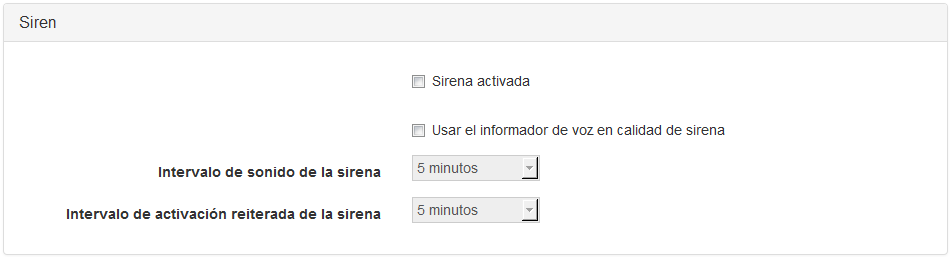 Siren
Sirena activada
Usar el informador de voz en calidad de sirena
Intervalo de sonido de la sirena 5 minutos
Intervalo de activación reiterada de la sirena 5 minutos